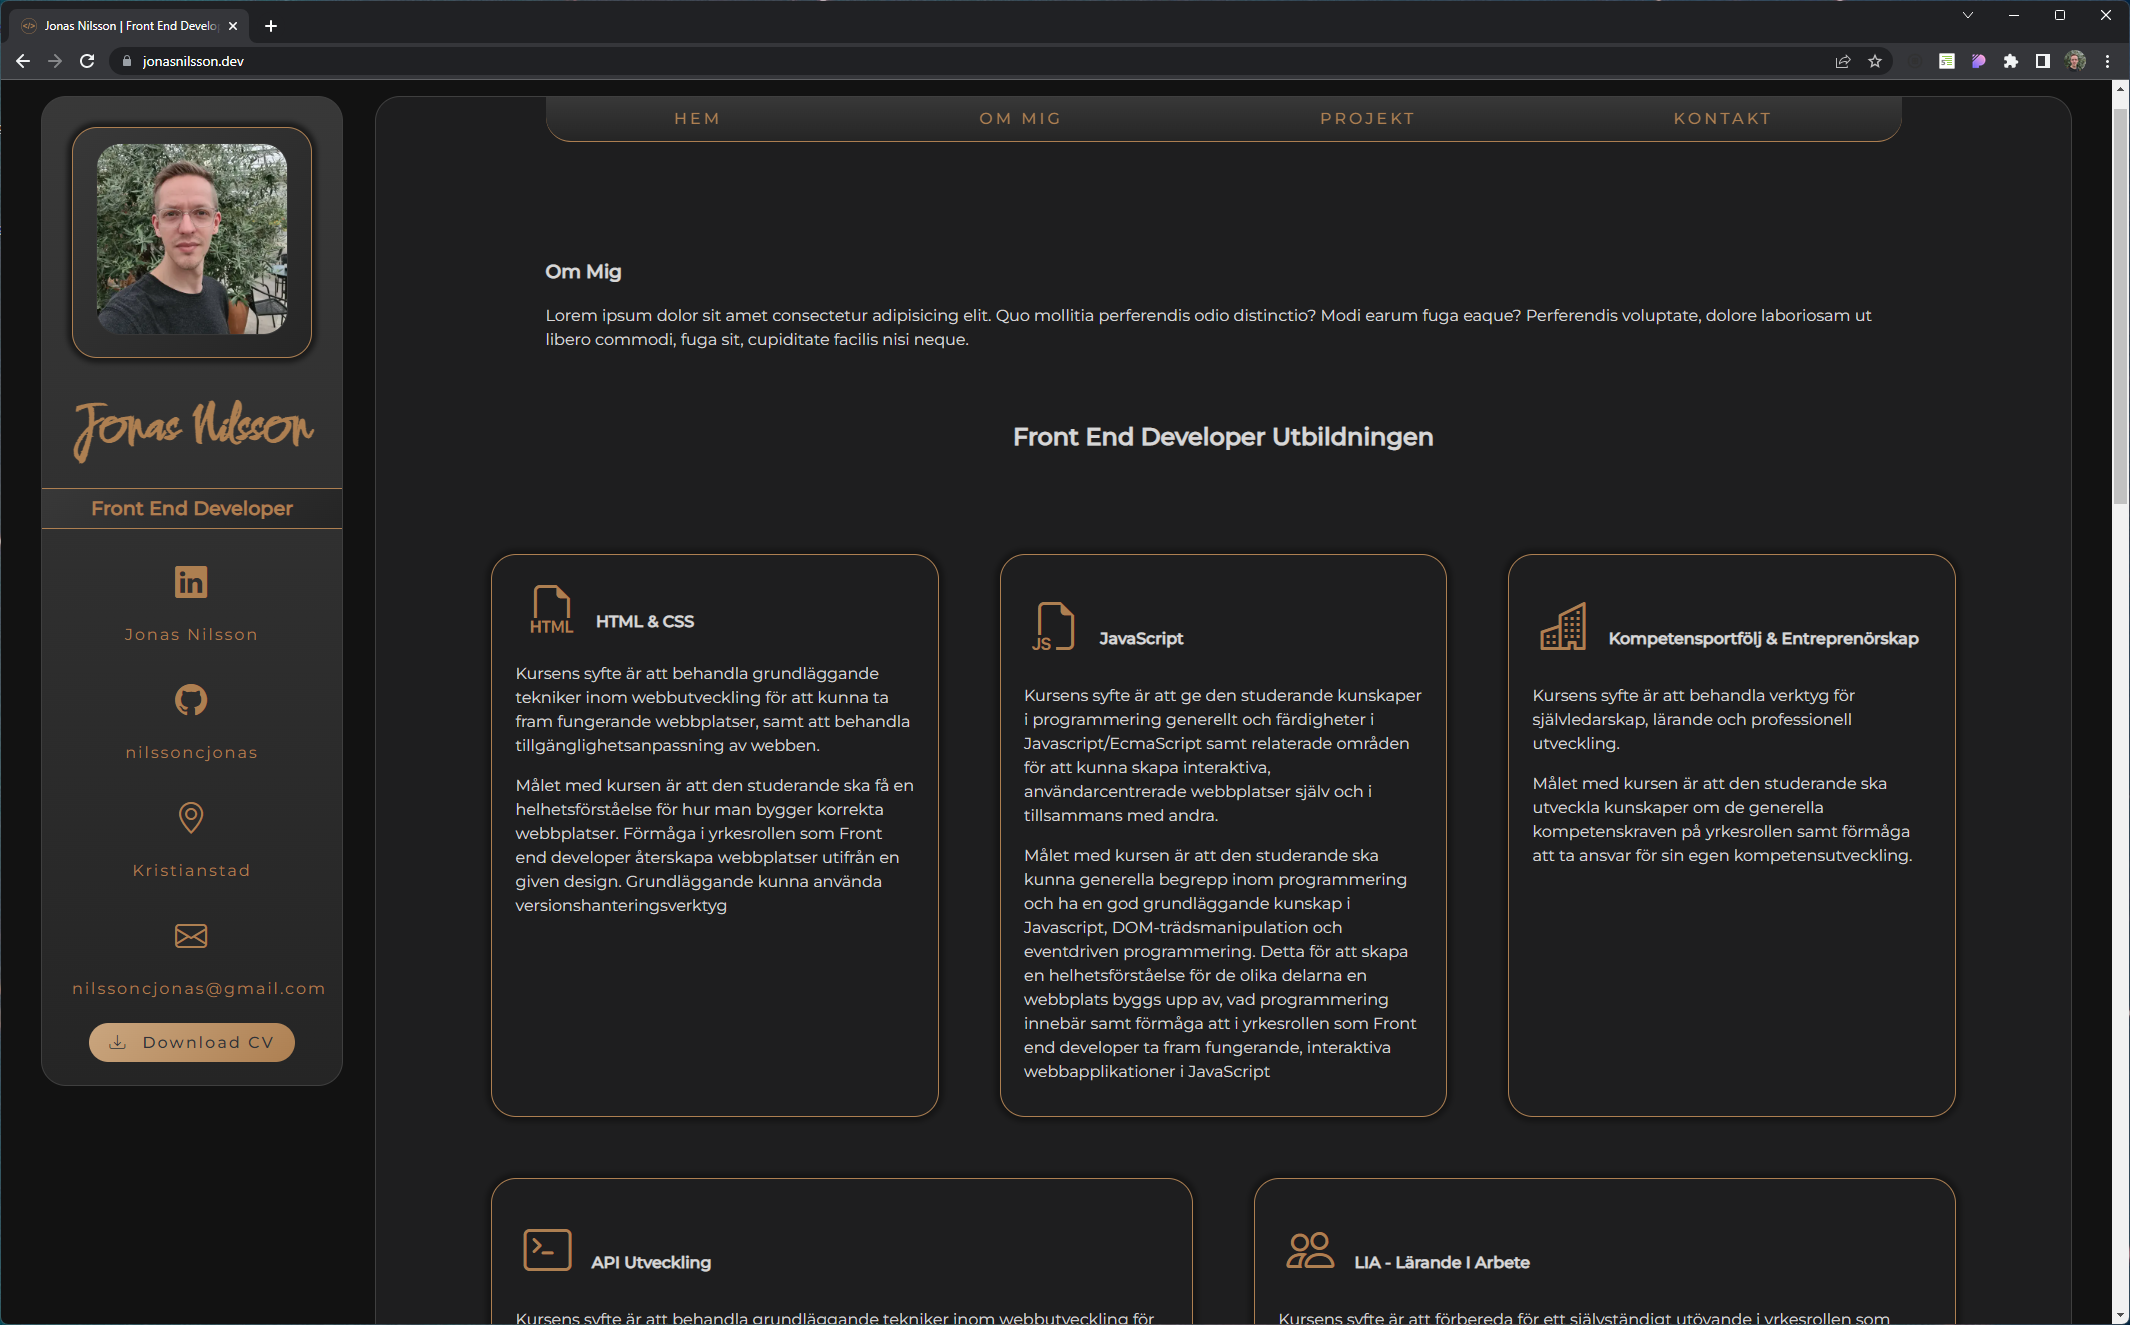 Jonas Nilsson | Front End Develo
jonasnilsson.dev
HEM
OM MIG
PROJEKT
KONTAKT
Jonas Nilsson
Front End Developer
Jonas Nilsson
nilssoncjonas
Kristianstad
nilssoncjonas@gmail.com
Download CV
Om Mig
Lorem ipsum dolor sit amet consectetur adipisicing elit. Quo mollitia perferendis odio distinctio? Modi earum fuga eaque? Perferendis voluptate, dolore laboriosam ut
libero commodi, fuga sit, cupiditate facilis nisi neque.
Front End Developer Utbildningen
HTML
HTML & CSS
Kursens syfte är att behandla grundläggande
tekniker inom webbutveckling för att kunna ta
fram fungerande webbplatser, samt att behandla
tillgänglighetsanpassning av webben.
Målet med kursen är att den studerande ska få en
helhetsförståelse för hur man bygger korrekta
webbplatser. Förmåga i yrkesrollen som Front
end developer återskapa webbplatser utifrån en
given design. Grundläggande kunna använda
versionshanteringsverktyg
JS
JavaScript
Kursens syfte är att ge den studerande kunskaper
i programmering generellt och färdigheter i
Javascript/EcmaScript samt relaterade områden
för att kunna skapa interaktiva,
användarcentrerade webbplatser själv och i
tillsammans med andra.
Målet med kursen är att den studerande ska
kunna generella begrepp inom programmering
och ha en god grundläggande kunskap i
Javascript, DOM-trädsmanipulation och
eventdriven programmering. Detta för att skapa
en helhetsförståelse för de olika delarna en
webbplats byggs upp av, vad programmering
innebär samt förmåga att i yrkesrollen som Front
end developer ta fram fungerande, interaktiva
webbapplikationer i JavaScript
Kompetensportfölj & Entreprenörskap
Kursens syfte är att behandla verktyg för
självledarskap, lärande och professionell
utveckling.
Målet med kursen är att den studerande ska
utveckla kunskaper om de generella
kompetenskraven på yrkesrollen samt förmåga
att ta ansvar för sin egen kompetensutveckling.
API Utveckling
Kursens syfte är att behandla grundläggande tekniker inom webbutveckling för
LIA - Lärande I Arbete
Kursens syfte är att förbereda för ett självständigt utövande i yrkesrollen som